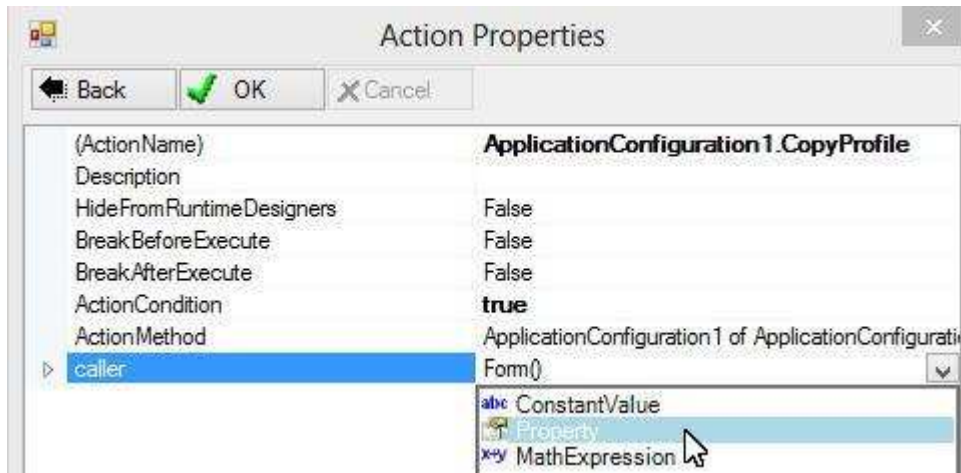 Action Properties
Back OK Cancel
(ActionName) ApplicationConfiguration1.CopyProfile
Description
HideFromRuntimeDesigners False
BreakBeforeExecute False
BreakAfterExecute False
ActionCondition true
ActionMethod ApplicationConfiguration1 of ApplicationConfigurati
caller Form()
abc ConstantValue
Property
x+y MathExpression